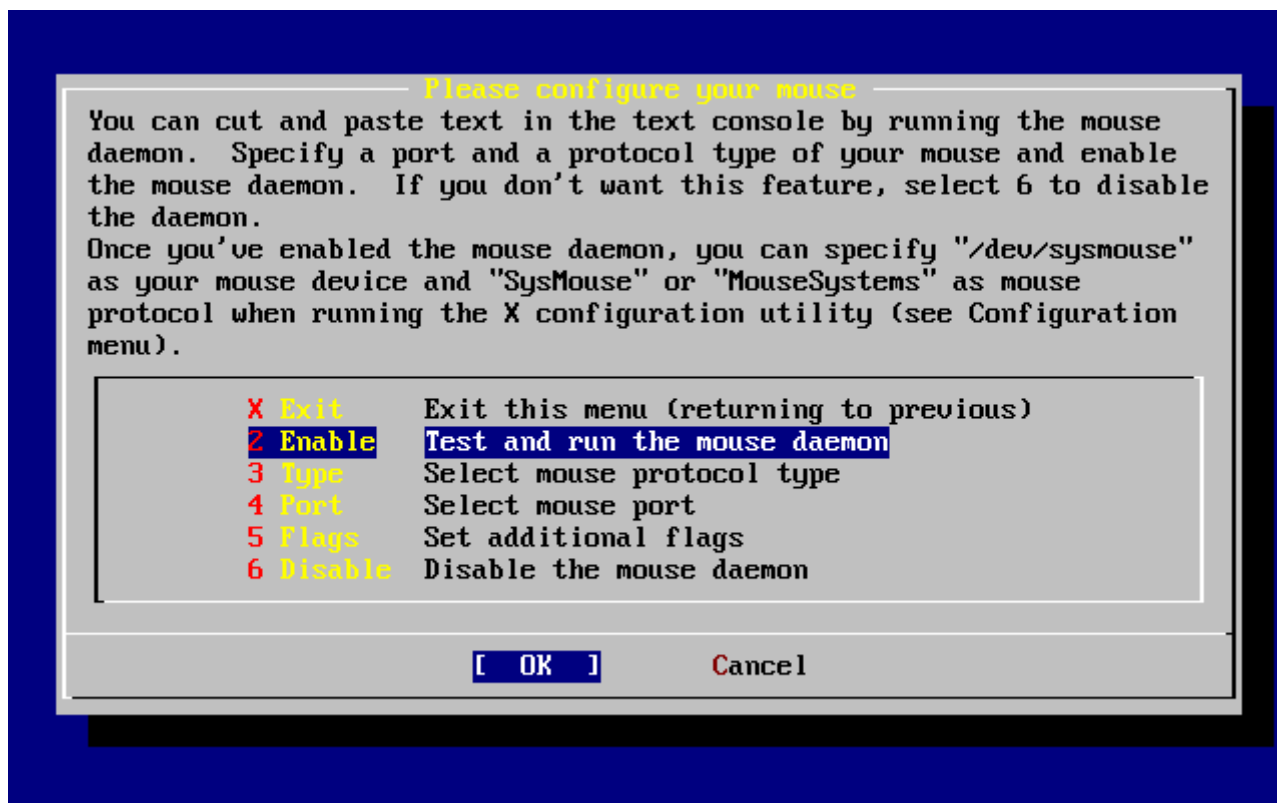 Please configure your mouse
You can cut and paste text in the text console by running the mouse
daemon.  Specify a port and a protocol type of your mouse and enable
the mouse daemon.  If you don't want this feature, select 6 to disable
the daemon.
Once you've enabled the mouse daemon, you can specify "/dev/sysmouse"
as your mouse device and "SysMouse" or "MouseSystems" as mouse
protocol when running the X configuration utility (see Configuration
menu).
X Exit Exit this menu (returning to previous)
2 Enable Test and run the mouse daemon
3 Type Select mouse protocol type
4 Port Select mouse port
5 Flags Set additional flags
6 Disable Disable the mouse daemon
[ OK ] Cancel